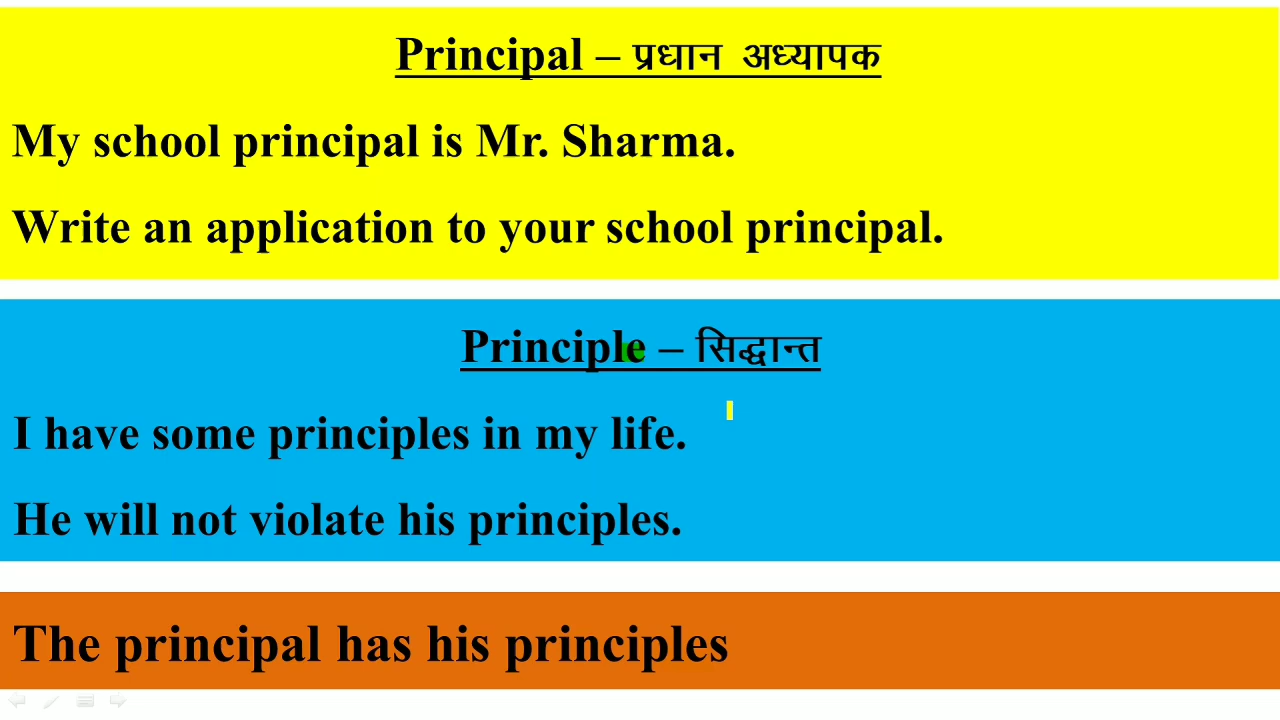 Principal – प्रधान अध्यापक
My school principal is Mr. Sharma.
Write an application to your school principal.
Principle – सिद्धान्त
I have some principles in my life.
He will not violate his principles.
The principal has his principles